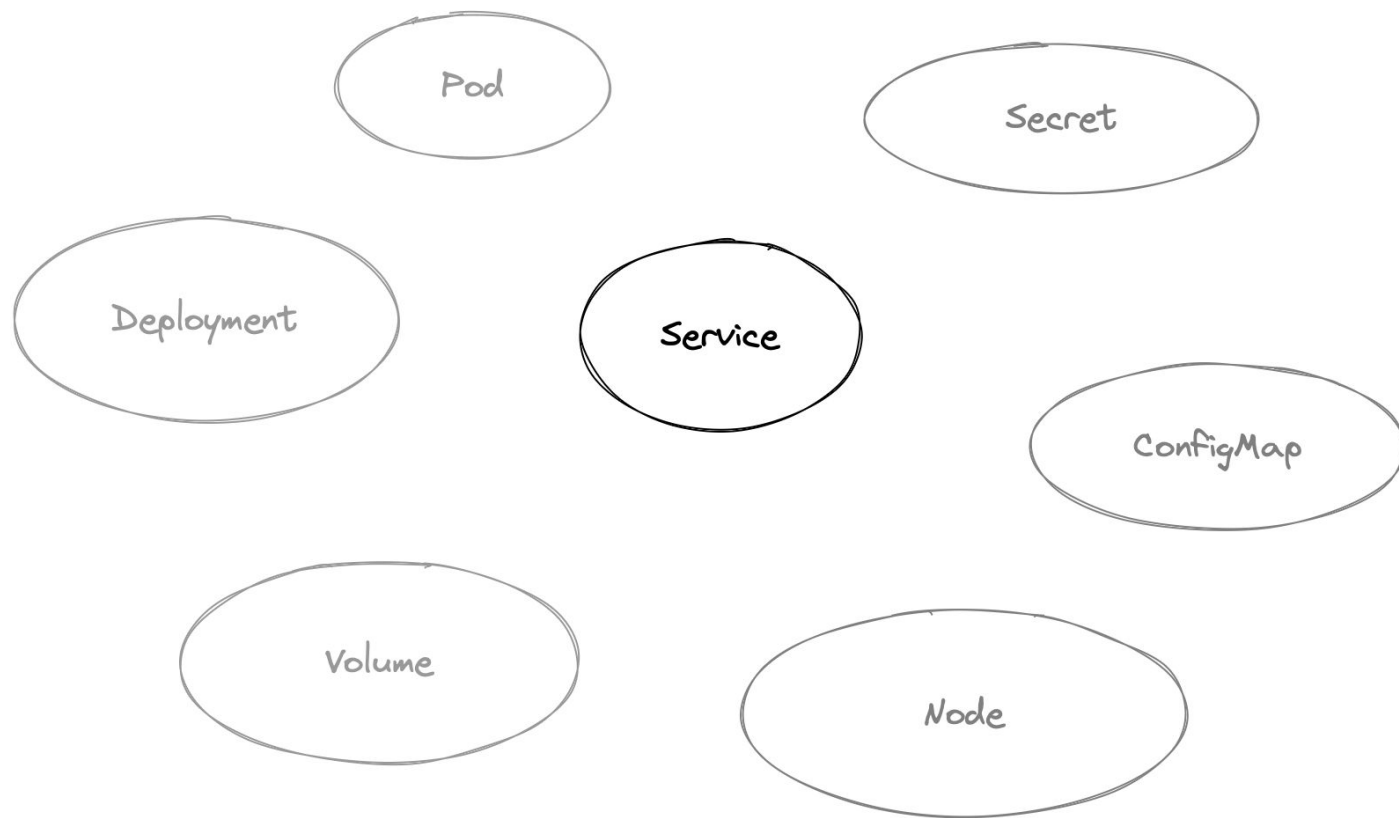 Pod
Secret
Deployment
Service
ConfigMap
Volume
Node